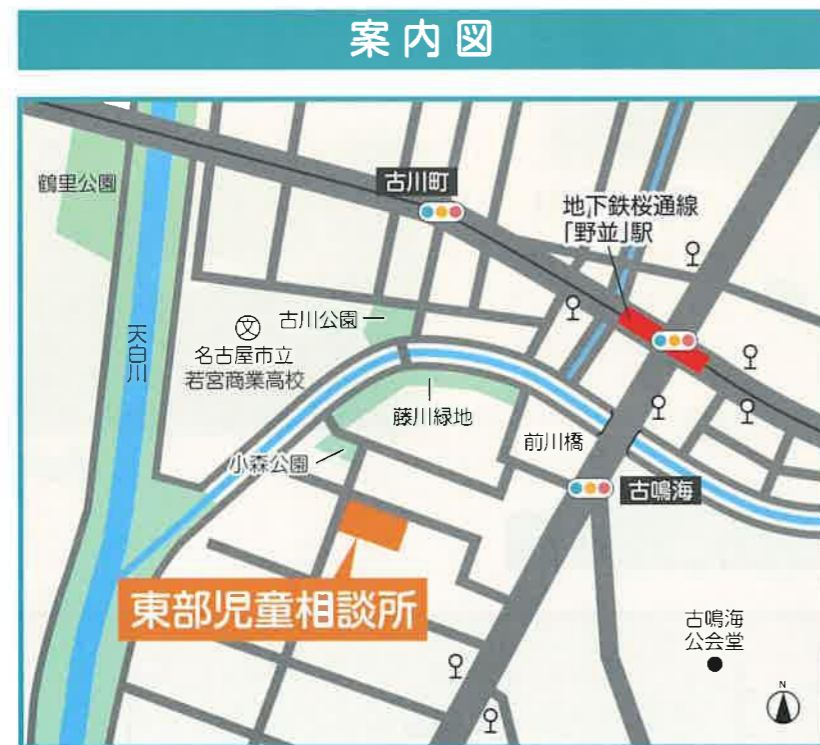 案内図
鶴里公園
古川町
地下鉄桜通線
「野並」駅
天白川
文
古川公園
名古屋市立
若宮商業高校
藤川緑地
前川橋
小森公園
古鳴海
東部児童相談所
古鳴海
公会堂
N